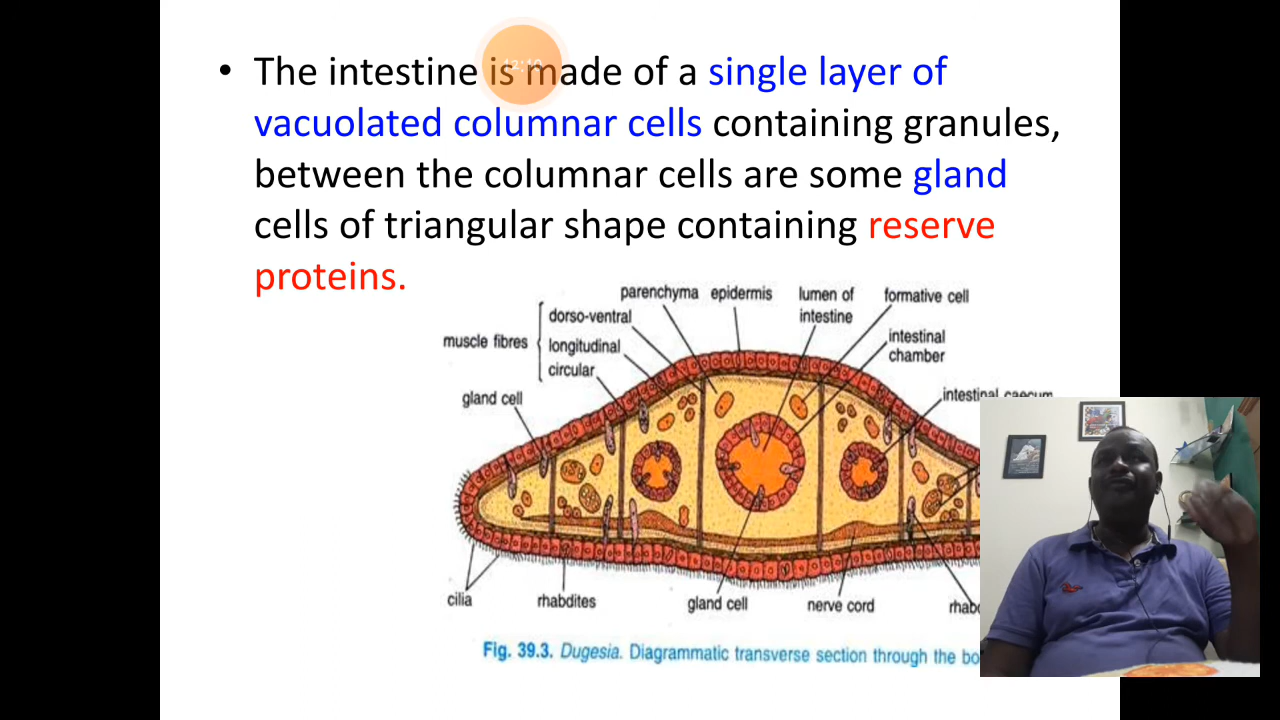 • The intestine is made of a single layer of
vacuolated columnar cells containing granules,
between the columnar cells are some gland
cells of triangular shape containing reserve
proteins.
parenchyma epidermis lumen of intestine formative cell
muscle fibres
dorso-ventral
longitudinal
circular
intestinal chamber
gland cell
intestinal caecum
cilia rhabdites gland cell nerve cord
Fig. 39.3. Dugesia. Diagrammatic transverse section through the